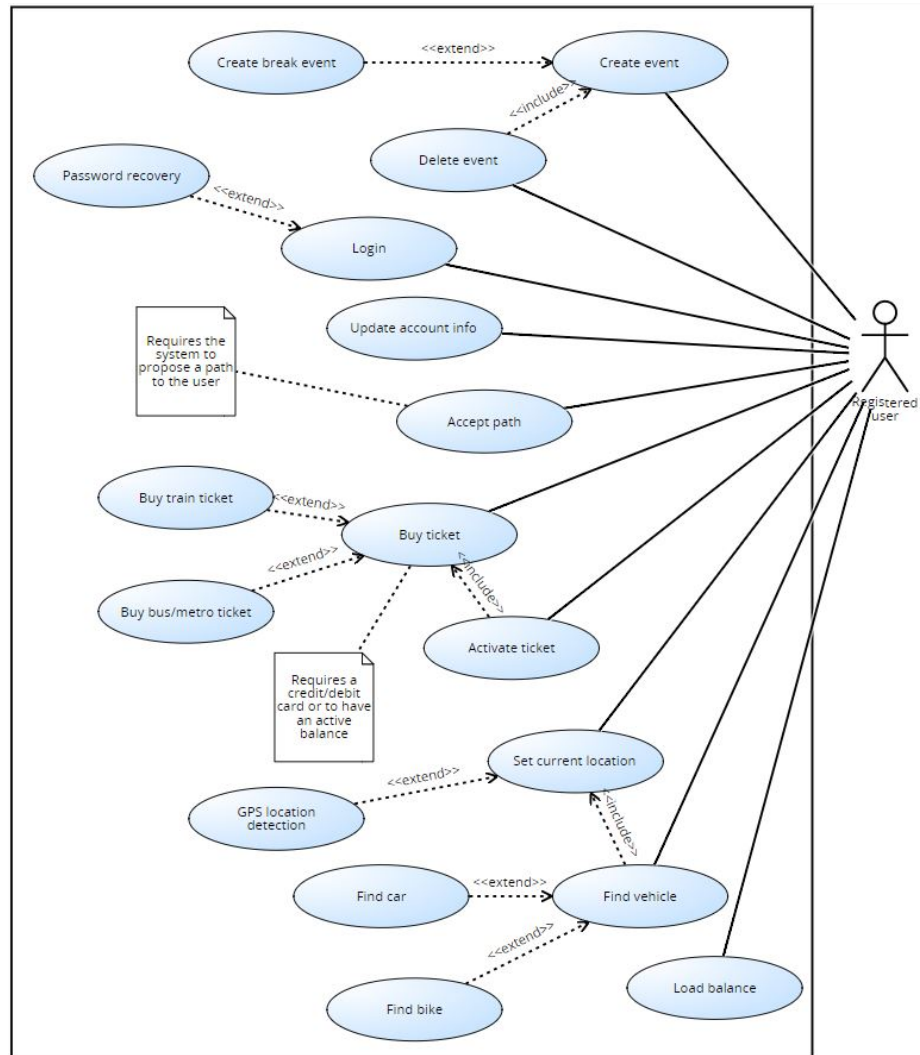 Create break event
<<extend>>
Create event
<<include>>
Delete event
Password recovery
<<extend>>
Login
Update account info
Requires the
system to
propose a path
to the user
Registered
user
Accept path
Buy train ticket
<<extend>>
Buy ticket
<<extend>>
<<include>>
Buy bus/metro ticket
Activate ticket
Requires a
credit/debit
card or to have
an active
balance
Set current location
<<extend>>
GPS location
detection
<<include>>
Find car
<<extend>>
Find vehicle
<<extend>>
Find bike
Load balance